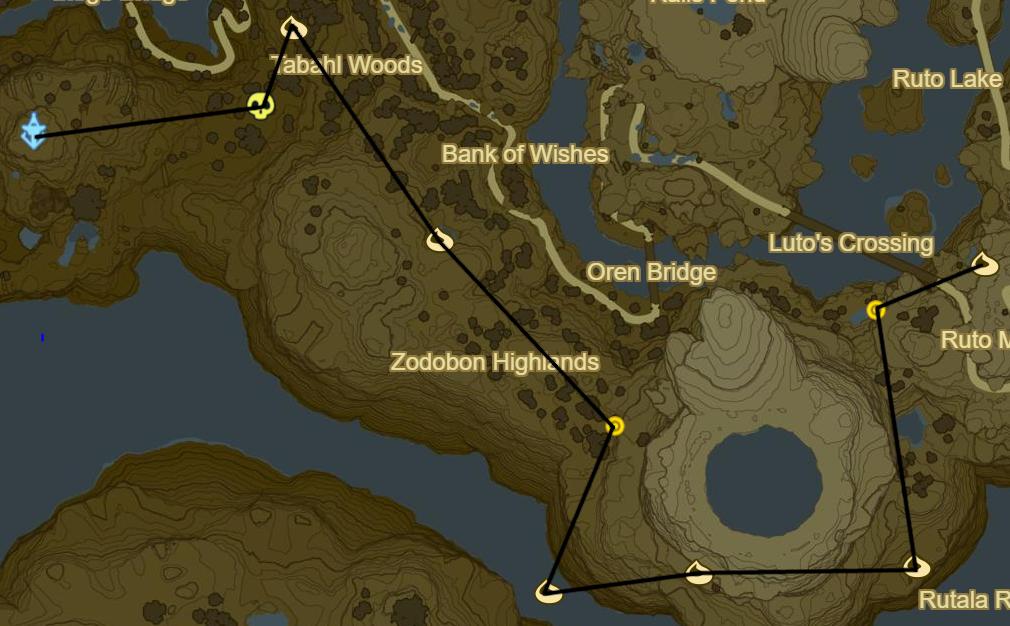 Tabahl Woods
Ruto Lake
Bank of Wishes
Luto's Crossing
Oren Bridge
Ruto M
Zodobon Highlands
Rutala R